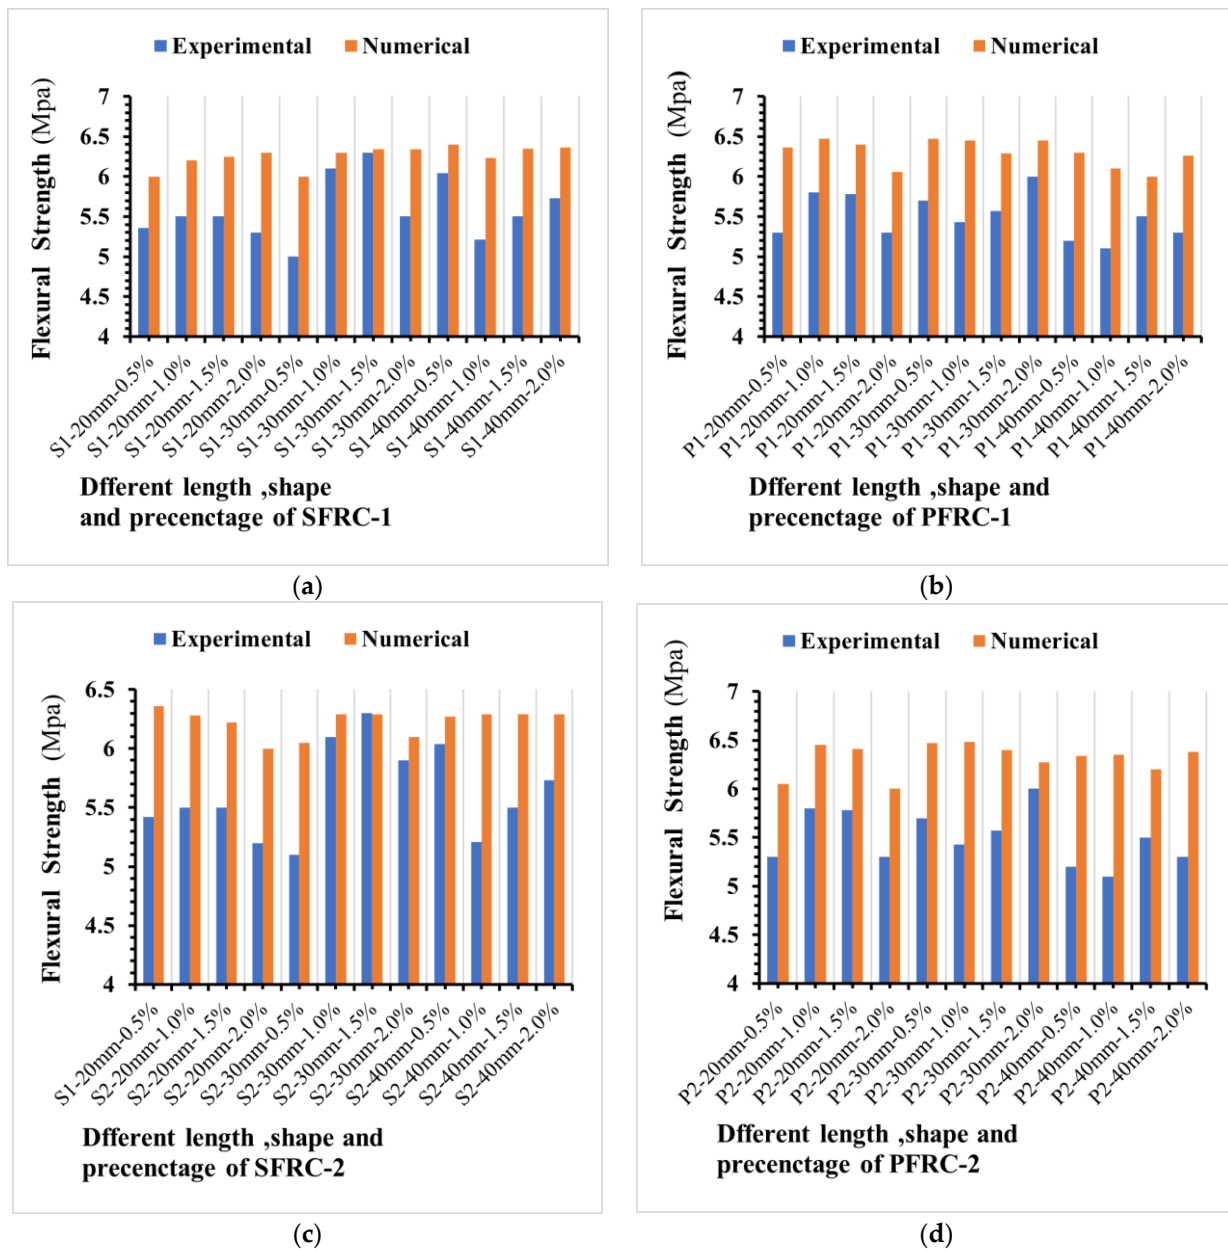 Experimental Numerical
Flexural Strength (Mpa)
7
6.5
6
5.5
5
4.5
4
S1-20mm-0.5%
S1-20mm-1.0%
S1-20mm-1.5%
S1-20mm-2.0%
S1-30mm-0.5%
S1-30mm-1.0%
S1-30mm-1.5%
S1-30mm-2.0%
S1-40mm-0.5%
S1-40mm-1.0%
S1-40mm-1.5%
S1-40mm-2.0%
Dfferent length ,shape
and precenctage of SFRC-1
(a)
Experimental Numerical
Flexural Strength (Mpa)
7
6.5
6
5.5
5
4.5
4
P1-20mm-0.5%
P1-20mm-1.0%
P1-20mm-1.5%
P1-20mm-2.0%
P1-30mm-0.5%
P1-30mm-1.0%
P1-30mm-1.5%
P1-30mm-2.0%
P1-40mm-0.5%
P1-40mm-1.0%
P1-40mm-1.5%
P1-40mm-2.0%
Dfferent length ,shape and
precenctage of PFRC-1
(b)
Experimental Numerical
Flexural Strength (Mpa)
6.5
6
5.5
5
4.5
4
S1-20mm-0.5%
S2-20mm-1.0%
S2-20mm-1.5%
S2-20mm-2.0%
S2-30mm-0.5%
S2-30mm-1.0%
S2-30mm-1.5%
S2-30mm-2.0%
S2-40mm-0.5%
S2-40mm-1.0%
S2-40mm-1.5%
S2-40mm-2.0%
Dfferent length ,shape and
precenctage of SFRC-2
(c)
Experimental Numerical
Flexural Strength (Mpa)
7
6.5
6
5.5
5
4.5
4
P2-20mm-0.5%
P2-20mm-1.0%
P2-20mm-1.5%
P2-20mm-2.0%
P2-30mm-0.5%
P2-30mm-1.0%
P2-30mm-1.5%
P2-30mm-2.0%
P2-40mm-0.5%
P2-40mm-1.0%
P2-40mm-1.5%
P2-40mm-2.0%
Dfferent length ,shape and
precenctage of PFRC-2
(d)